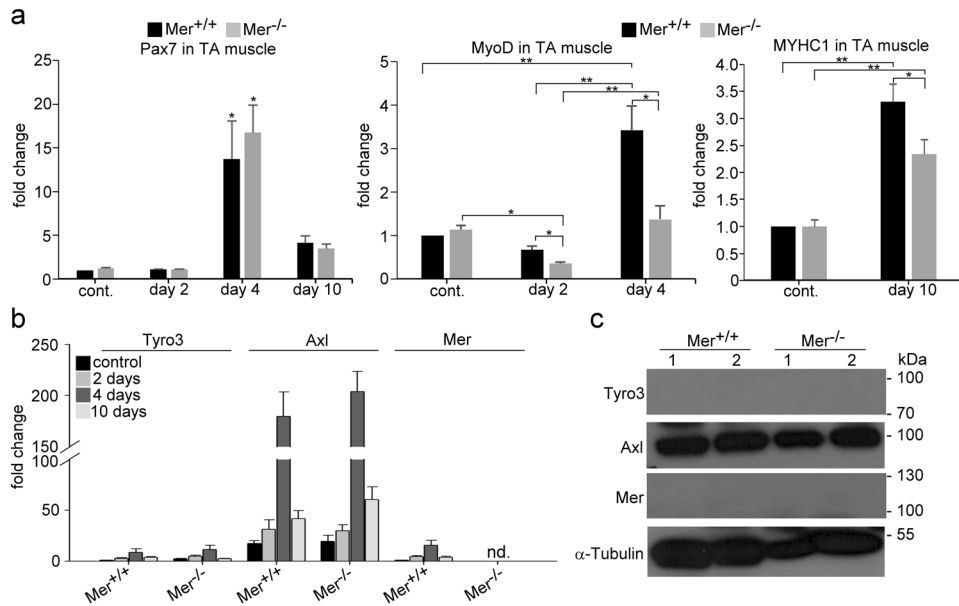 a
Mer+/+ Mer-/-
Pax7 in TA muscle
fold change
25
20
15
10
5
0
* *
cont. day 2 day 4 day 10
Mer+/+ Mer-/-
MyoD in TA muscle
fold change
5
4
3
2
1
0
**
**
**
*
*
*
cont. day 2 day 4
MYHC1 in TA muscle
fold change
4.0
3.5
3.0
2.5
2.0
1.5
1.0
0.5
0
**
**
*
cont. day 10
b
Tyro3 Axl Mer
control
2 days
4 days
10 days
fold change
250
200
150
100
50
0
nd.
Mer+/+ Mer-/- Mer+/+ Mer-/- Mer+/+ Mer-/-
c
Mer+/+ Mer-/-
1 2 1 2 kDa
Tyro3
- 100
- 70
Axl
- 100
Mer
- 130
- 100
α-Tubulin
- 55